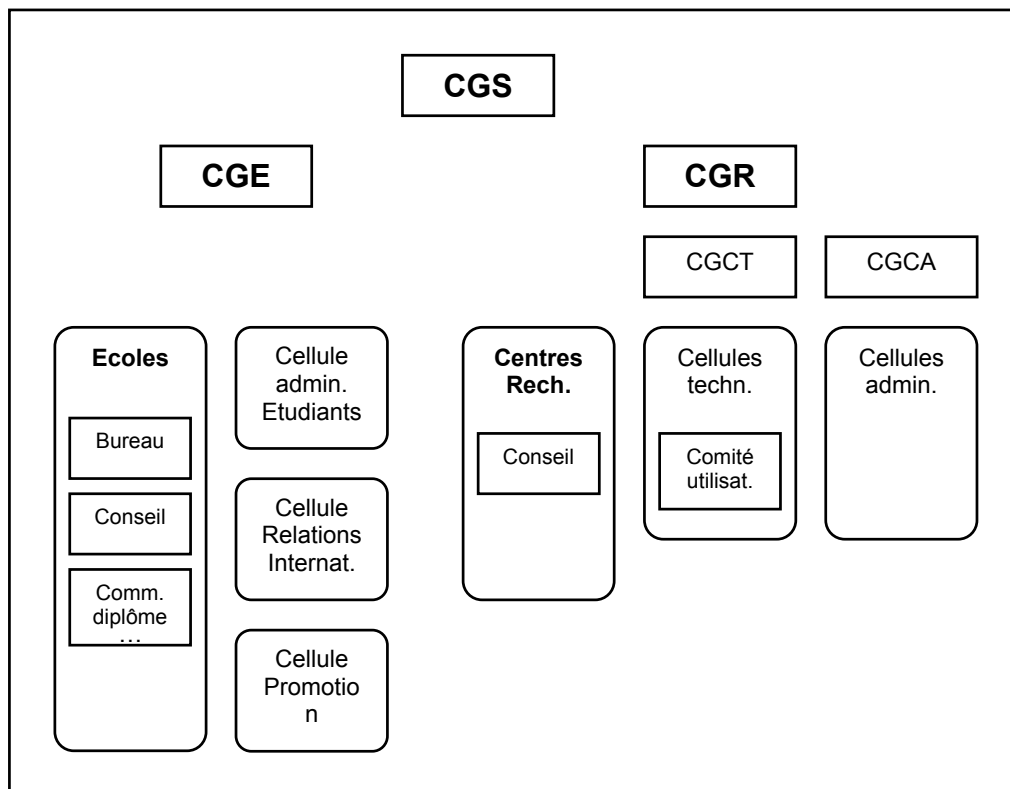 CGS
CGE
CGR
CGCT
CGCA
Ecoles
Bureau
Conseil
Comm.
diplôme
…
Cellule
admin.
Etudiants
Cellule
Relations
Internat.
Cellule
Promotio
n
Centres
Rech.
Conseil
Cellules
techn.
Comité
utilisat.
Cellules
admin.